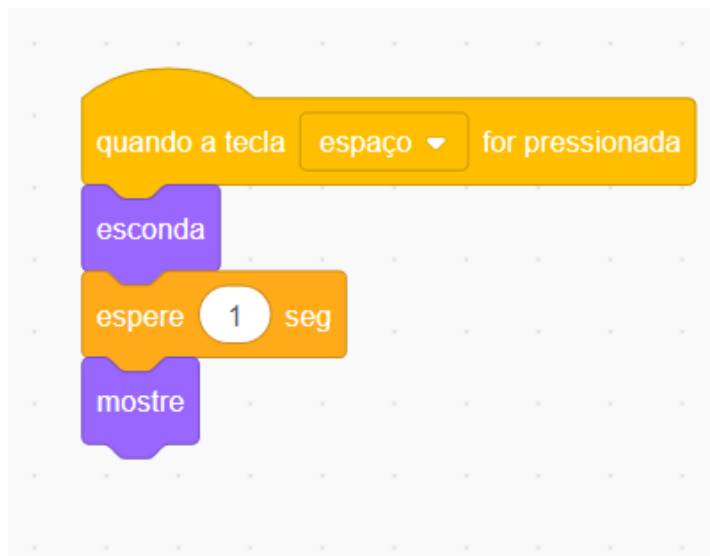 quando a tecla espaço for pressionada
esconda
espere 1 seg
mostre